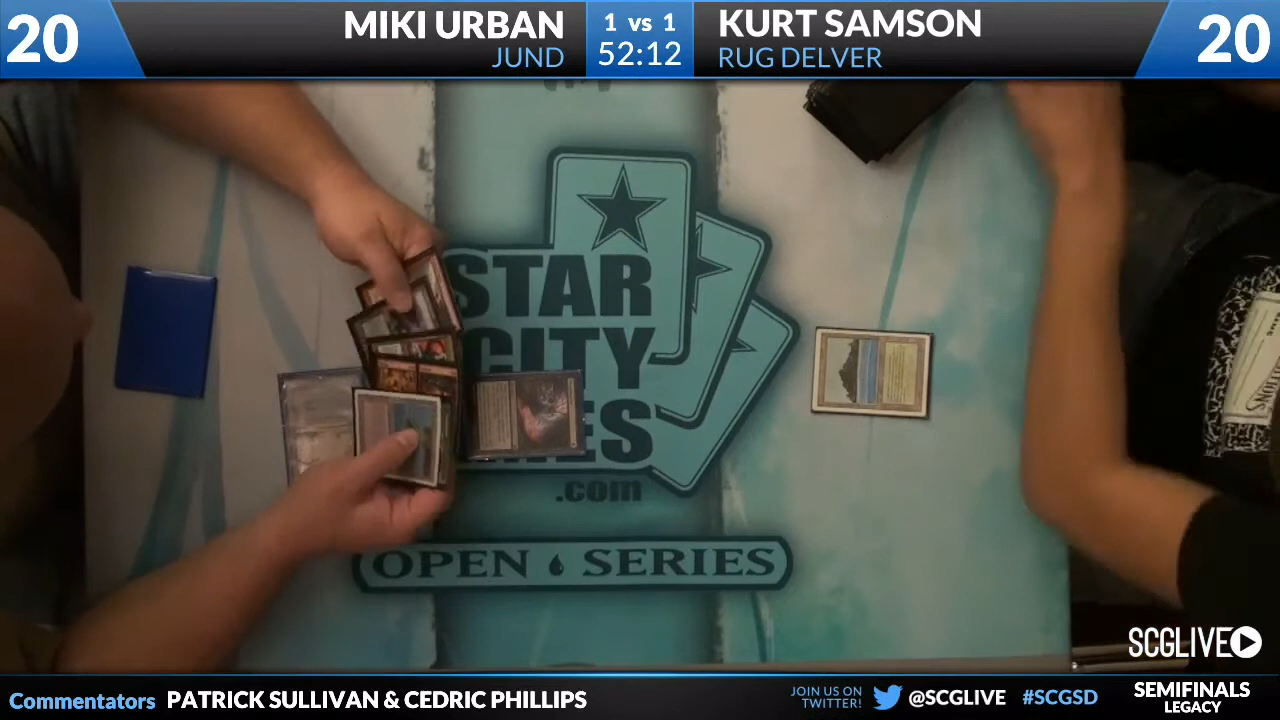 20
MIKI URBAN
JUND
1 vs 1
52:12
KURT SAMSON
RUG DELVER
20
STAR
CITY
.com
OPEN SERIES
SCGLIVE
Commentators PATRICK SULLIVAN & CEDRIC PHILLIPS
JOIN US ON
TWITTER!
@SCGLIVE
#SCGSD
SEMIFINALS
LEGACY